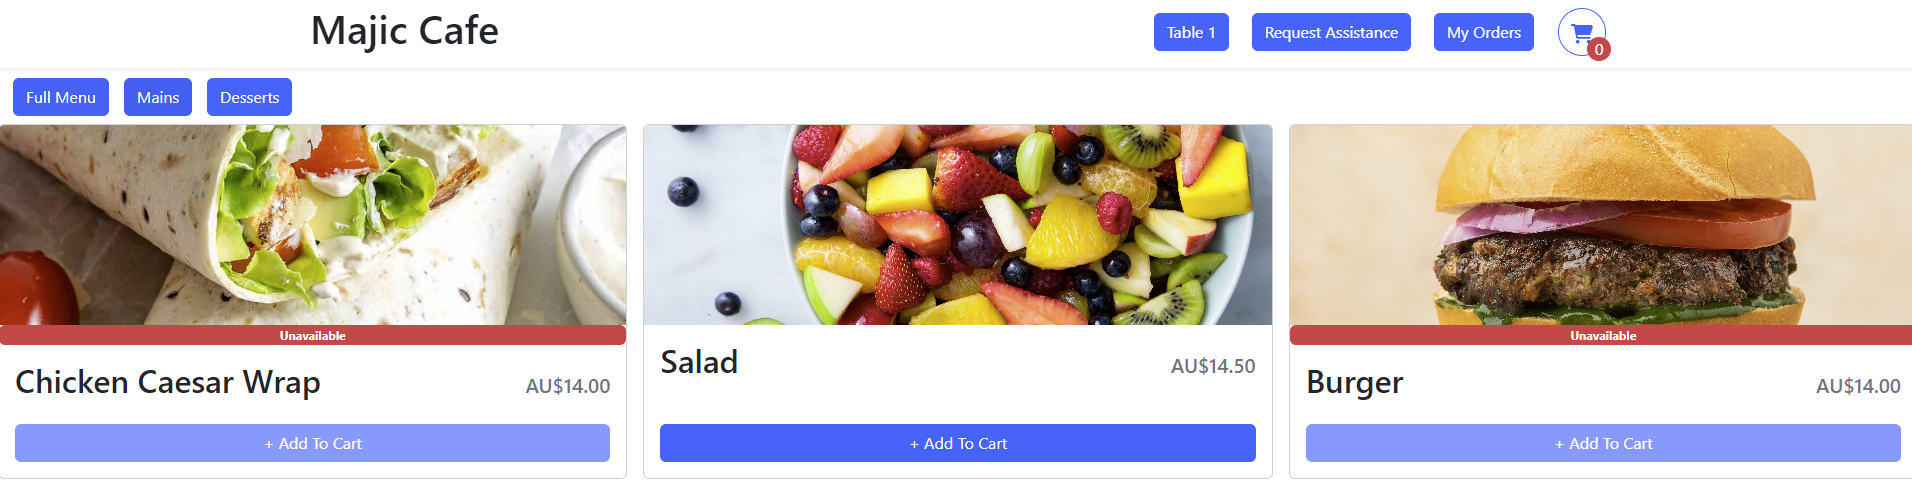 Majic Cafe
Table 1
Request Assistance
My Orders
0
Full Menu
Mains
Desserts
Unavailable
Chicken Caesar Wrap
AU$14.00
+ Add To Cart
Salad
AU$14.50
+ Add To Cart
Unavailable
Burger
AU$14.00
+ Add To Cart